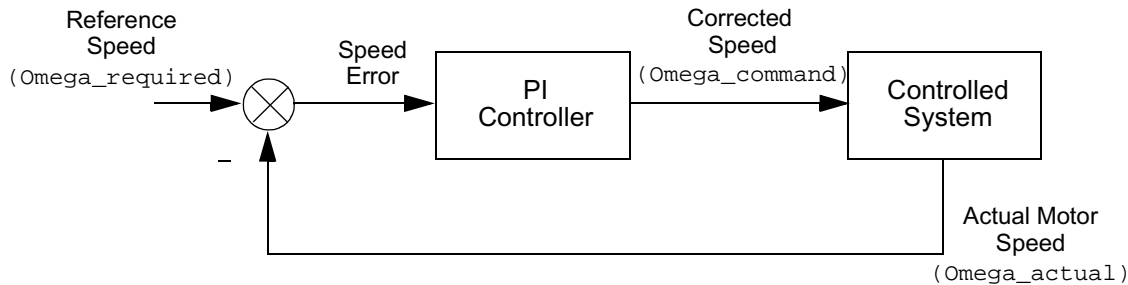 Reference
Speed
(Omega_required)
Speed
Error
PI
Controller
Corrected
Speed
(Omega_command)
Controlled
System
–
Actual Motor
Speed
(Omega_actual)